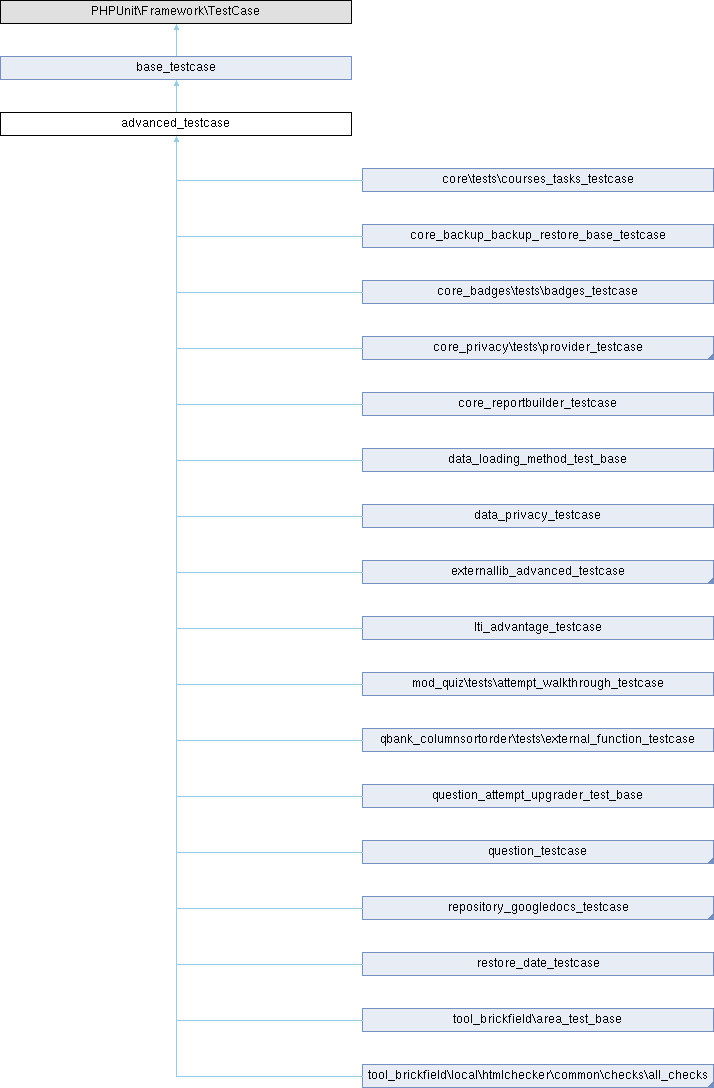 PHPUnit\Framework\TestCase
base_testcase
advanced_testcase
core\tests\courses_tasks_testcase
core_backup_backup_restore_base_testcase
core_badges\tests\badges_testcase
core_privacy\tests\provider_testcase
core_reportbuilder_testcase
data_loading_method_test_base
data_privacy_testcase
externallib_advanced_testcase
lti_advantage_testcase
mod_quiz\tests\attempt_walkthrough_testcase
qbank_columnsortorder\tests\external_function_testcase
question_attempt_upgrader_test_base
question_testcase
repository_googledocs_testcase
restore_date_testcase
tool_brickfield\area_test_base
tool_brickfield\local\htmlchecker\common\checks\all_checks